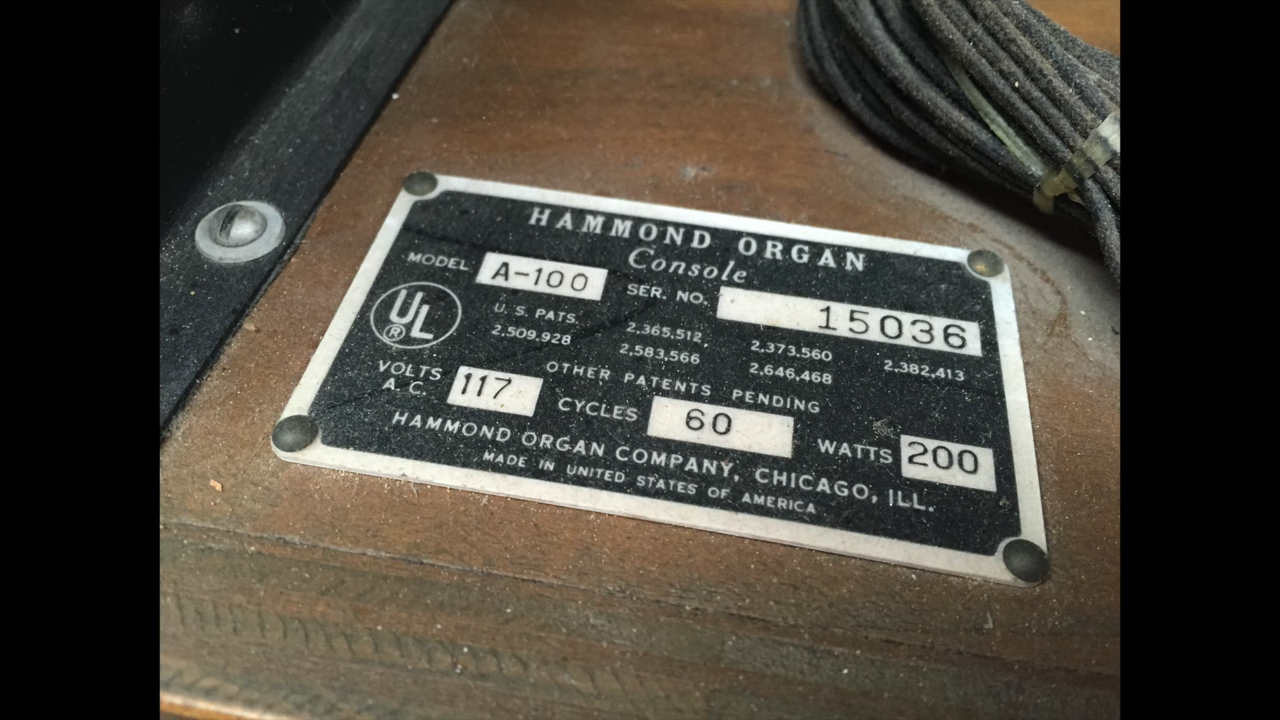 HAMMOND ORGAN
Console
MODEL A-100 SER. NO. 15036
UL ®
U.S. PATS. 2,365,512, 2,373,560 2,382,413
2,509,928 2,583,566 2,646,468
OTHER PATENTS PENDING
VOLTS A.C. 117 CYCLES 60 WATTS 200
HAMMOND ORGAN COMPANY, CHICAGO, ILL.
MADE IN UNITED STATES OF AMERICA